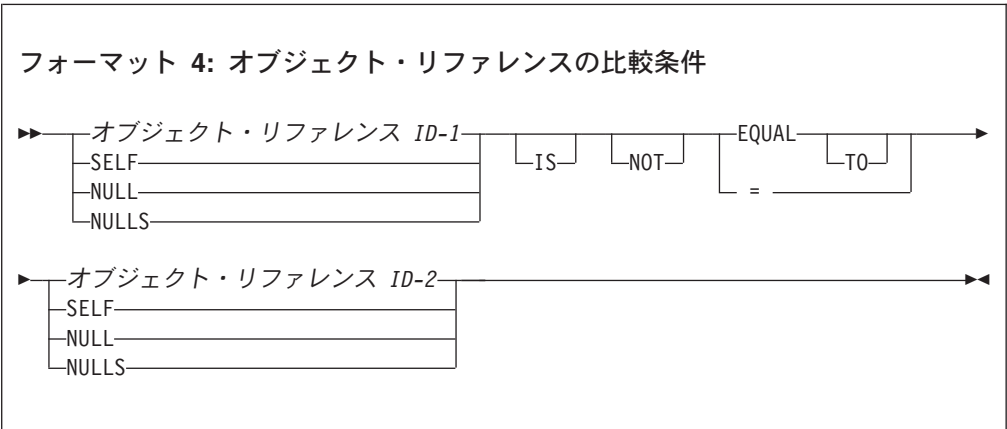 フォーマット 4: オブジェクト・リファレンスの比較条件
オブジェクト・リファレンス ID-1 IS NOT EQUAL TO
SELF =
NULL
NULLS
オブジェクト・リファレンス ID-2
SELF
NULL
NULLS